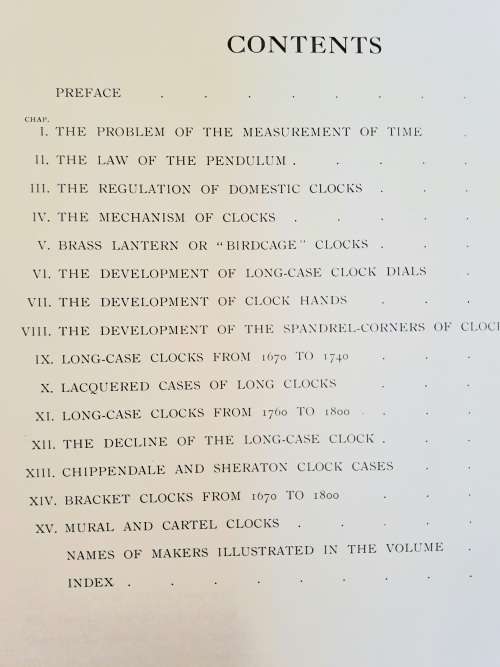 CONTENTS
PREFACE . . . . . . . .
CHAP.
I. THE PROBLEM OF THE MEASUREMENT OF TIME .
II. THE LAW OF THE PENDULUM . . . . .
III. THE REGULATION OF DOMESTIC CLOCKS . . .
IV. THE MECHANISM OF CLOCKS . . . . .
V. BRASS LANTERN OR "BIRDCAGE" CLOCKS . . .
VI. THE DEVELOPMENT OF LONG-CASE CLOCK DIALS .
VII. THE DEVELOPMENT OF CLOCK HANDS . . .
VIII. THE DEVELOPMENT OF THE SPANDREL-CORNERS OF
IX. LONG-CASE CLOCKS FROM 1670 TO 1740 . . .
X. LACQUERED CASES OF LONG CLOCKS . . .
XI. LONG-CASE CLOCKS FROM 1760 TO 1800 . . . .
XII. THE DECLINE OF THE LONG-CASE CLOCK . . .
XIII. CHIPPENDALE AND SHERATON CLOCK CASES . .
XIV. BRACKET CLOCKS FROM 1670 TO 1800 . . .
XV. MURAL AND CARTEL CLOCKS . . . . .
NAMES OF MAKERS ILLUSTRATED IN THE VOLUME .
INDEX . . . . . . . . .